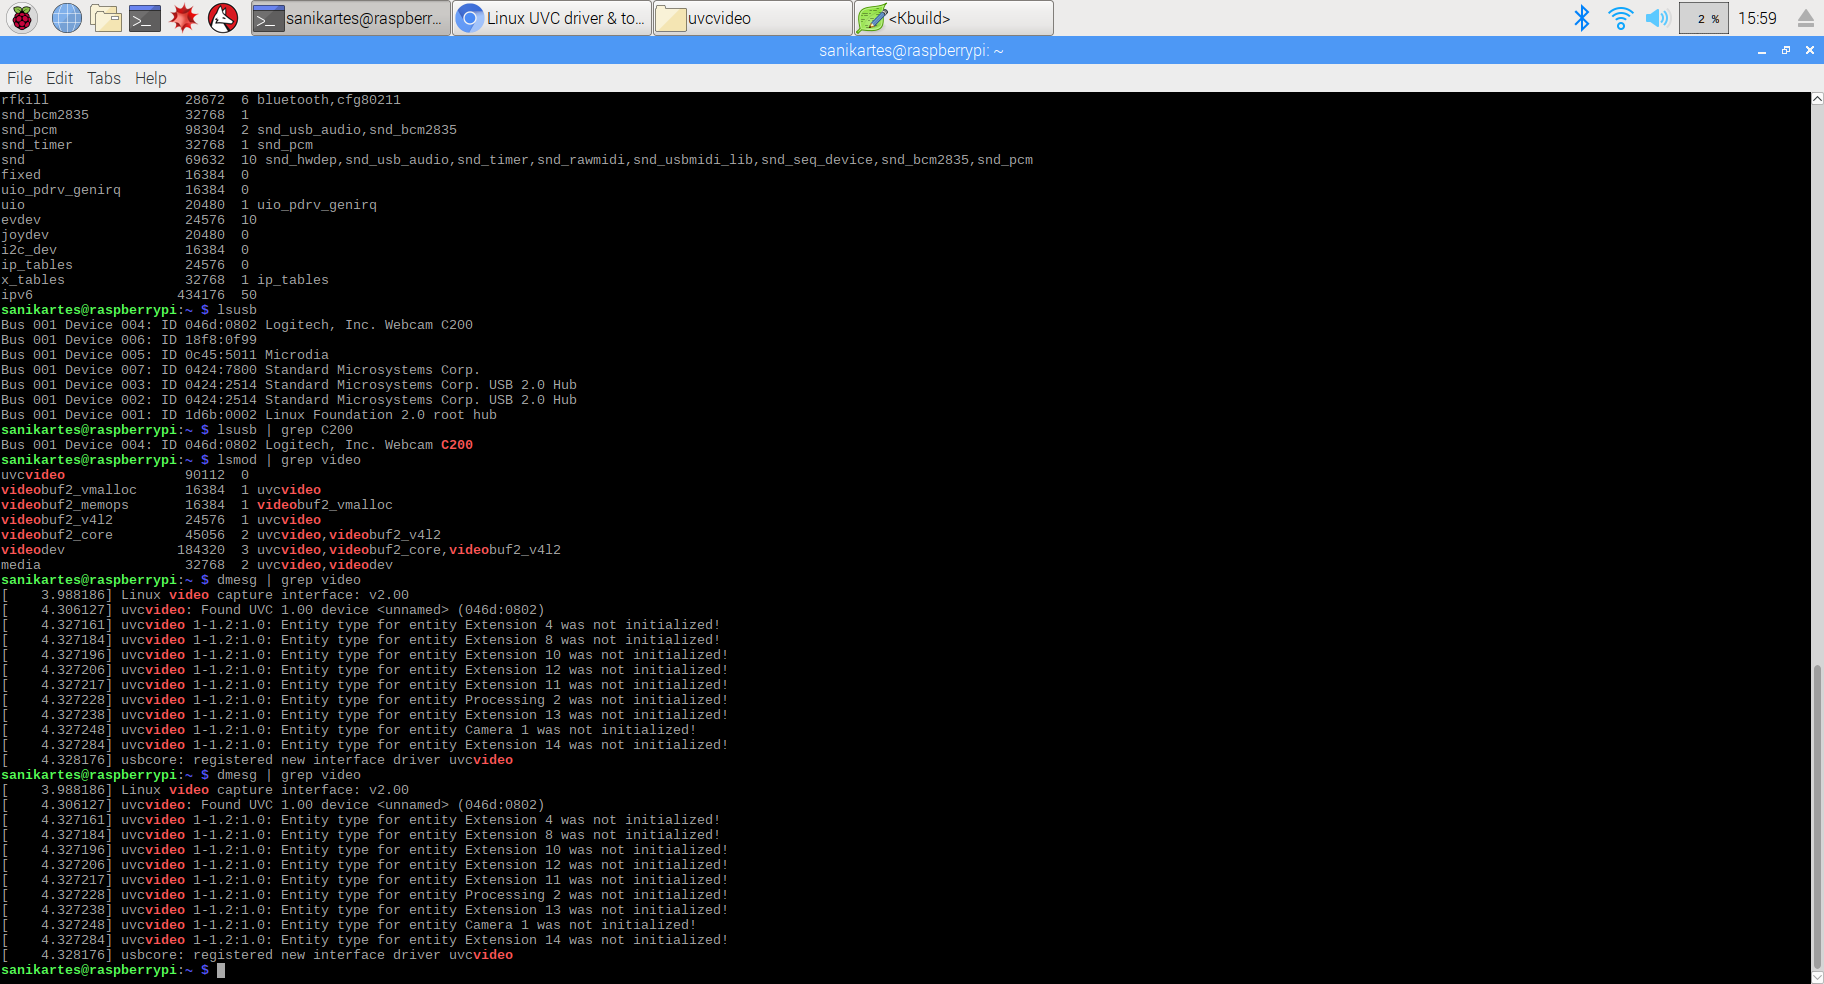 sanikartes@raspberr...
Linux UVC driver & to...
uvcvideo
<Kbuild>
2 %
15:59
sanikartes@raspberrypi: ~
File Edit Tabs Help
rfkill 28672 6 bluetooth,cfg80211
snd_bcm2835 32768 1
snd_pcm 98304 2 snd_usb_audio,snd_bcm2835
snd_timer 32768 1 snd_pcm
snd 69632 10 snd_hwdep,snd_usb_audio,snd_timer,snd_rawmidi,snd_usbmidi_lib,snd_seq_device,snd_bcm2835,snd_pcm
fixed 16384 0
uio_pdrv_genirq 16384 0
uio 20480 1 uio_pdrv_genirq
evdev 24576 10
joydev 20480 0
i2c_dev 16384 0
ip_tables 24576 0
x_tables 32768 1 ip_tables
ipv6 434176 50
sanikartes@raspberrypi:~ $ lsusb
Bus 001 Device 004: ID 046d:0802 Logitech, Inc. Webcam C200
Bus 001 Device 006: ID 18f8:0f99
Bus 001 Device 005: ID 0c45:5011 Microdia
Bus 001 Device 007: ID 0424:7800 Standard Microsystems Corp.
Bus 001 Device 003: ID 0424:2514 Standard Microsystems Corp. USB 2.0 Hub
Bus 001 Device 002: ID 0424:2514 Standard Microsystems Corp. USB 2.0 Hub
Bus 001 Device 001: ID 1d6b:0002 Linux Foundation 2.0 root hub
sanikartes@raspberrypi:~ $ lsusb | grep C200
Bus 001 Device 004: ID 046d:0802 Logitech, Inc. Webcam C200
sanikartes@raspberrypi:~ $ lsmod | grep video
uvcvideo 90112 0
videobuf2_vmalloc 16384 1 uvcvideo
videobuf2_memops 16384 1 videobuf2_vmalloc
videobuf2_v4l2 24576 1 uvcvideo
videobuf2_core 45056 2 uvcvideo,videobuf2_v4l2
videodev 184320 3 uvcvideo,videobuf2_core,videobuf2_v4l2
media 32768 2 uvcvideo,videodev
sanikartes@raspberrypi:~ $ dmesg | grep video
[ 3.988186] Linux video capture interface: v2.00
[ 4.306127] uvcvideo: Found UVC 1.00 device <unnamed> (046d:0802)
[ 4.327161] uvcvideo 1-1.2:1.0: Entity type for entity Extension 4 was not initialized!
[ 4.327184] uvcvideo 1-1.2:1.0: Entity type for entity Extension 8 was not initialized!
[ 4.327196] uvcvideo 1-1.2:1.0: Entity type for entity Extension 10 was not initialized!
[ 4.327206] uvcvideo 1-1.2:1.0: Entity type for entity Extension 12 was not initialized!
[ 4.327217] uvcvideo 1-1.2:1.0: Entity type for entity Extension 11 was not initialized!
[ 4.327228] uvcvideo 1-1.2:1.0: Entity type for entity Processing 2 was not initialized!
[ 4.327238] uvcvideo 1-1.2:1.0: Entity type for entity Extension 13 was not initialized!
[ 4.327248] uvcvideo 1-1.2:1.0: Entity type for entity Camera 1 was not initialized!
[ 4.327284] uvcvideo 1-1.2:1.0: Entity type for entity Extension 14 was not initialized!
[ 4.328176] usbcore: registered new interface driver uvcvideo
sanikartes@raspberrypi:~ $ dmesg | grep video
[ 3.988186] Linux video capture interface: v2.00
[ 4.306127] uvcvideo: Found UVC 1.00 device <unnamed> (046d:0802)
[ 4.327161] uvcvideo 1-1.2:1.0: Entity type for entity Extension 4 was not initialized!
[ 4.327184] uvcvideo 1-1.2:1.0: Entity type for entity Extension 8 was not initialized!
[ 4.327196] uvcvideo 1-1.2:1.0: Entity type for entity Extension 10 was not initialized!
[ 4.327206] uvcvideo 1-1.2:1.0: Entity type for entity Extension 12 was not initialized!
[ 4.327217] uvcvideo 1-1.2:1.0: Entity type for entity Extension 11 was not initialized!
[ 4.327228] uvcvideo 1-1.2:1.0: Entity type for entity Processing 2 was not initialized!
[ 4.327238] uvcvideo 1-1.2:1.0: Entity type for entity Extension 13 was not initialized!
[ 4.327248] uvcvideo 1-1.2:1.0: Entity type for entity Camera 1 was not initialized!
[ 4.327284] uvcvideo 1-1.2:1.0: Entity type for entity Extension 14 was not initialized!
[ 4.328176] usbcore: registered new interface driver uvcvideo
sanikartes@raspberrypi:~ $